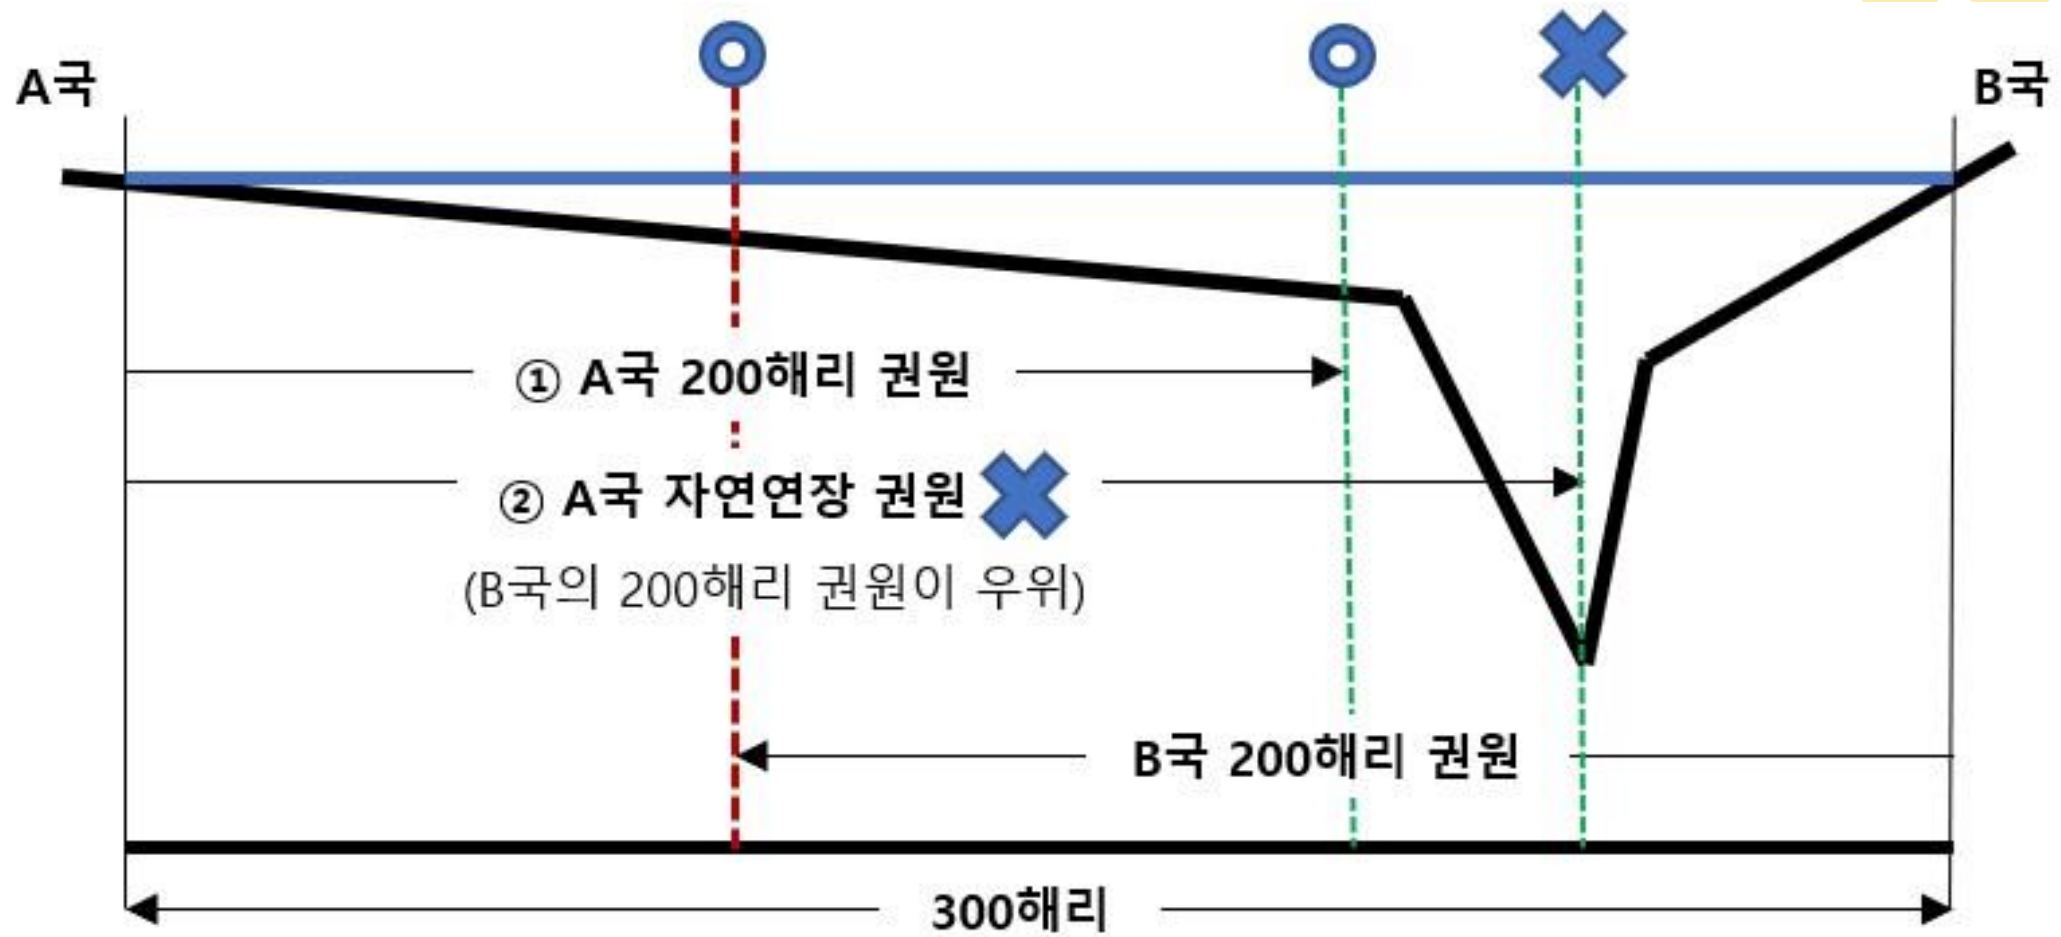 A국
B국
① A국 200해리 권원
② A국 자연연장 권원
(B국의 200해리 권원이 우위)
B국 200해리 권원
300해리